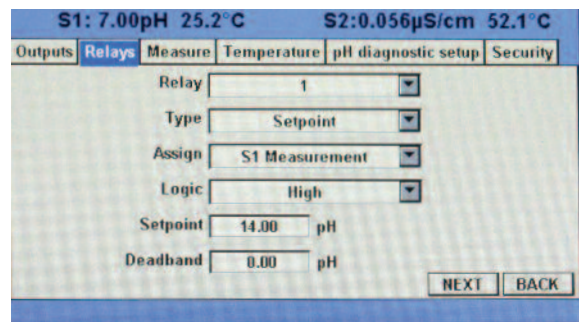 S1: 7.00pH 25.2°C S2:0.056µS/cm 52.1°C
Outputs Relays Measure Temperature pH diagnostic setup Security
Relay 1
Type Setpoint
Assign S1 Measurement
Logic High
Setpoint 14.00 pH
Deadband 0.00 pH
NEXT BACK